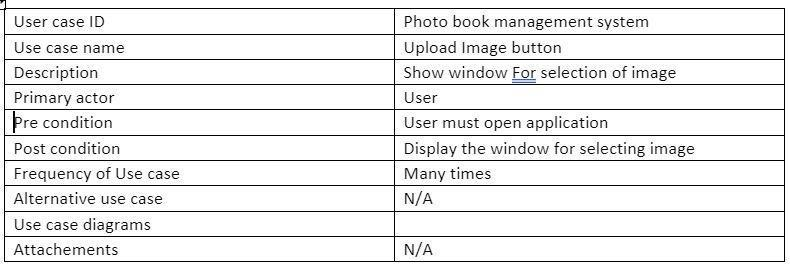 User case ID Photo book management system
Use case name Upload Image button
Description Show window For selection of image
Primary actor User
Pre condition User must open application
Post condition Display the window for selecting image
Frequency of Use case Many times
Alternative use case N/A
Use case diagrams
Attachements N/A